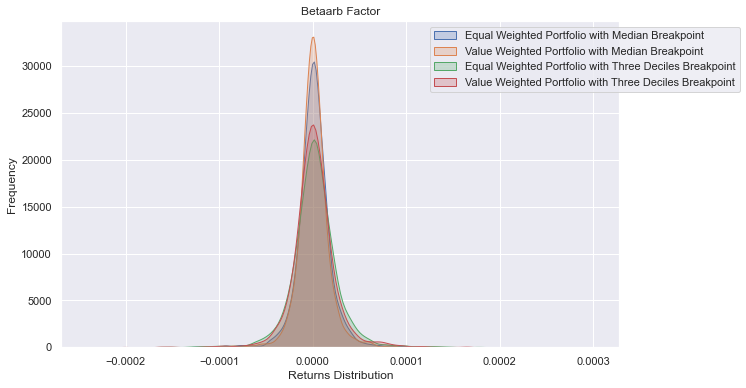 Betaarb Factor
Equal Weighted Portfolio with Median Breakpoint
Value Weighted Portfolio with Median Breakpoint
Equal Weighted Portfolio with Three Deciles Breakpoint
Value Weighted Portfolio with Three Deciles Breakpoint
Frequency
30000
25000
20000
15000
10000
5000
0
−0.0002 −0.0001 0.0000 0.0001 0.0002 0.0003
Returns Distribution